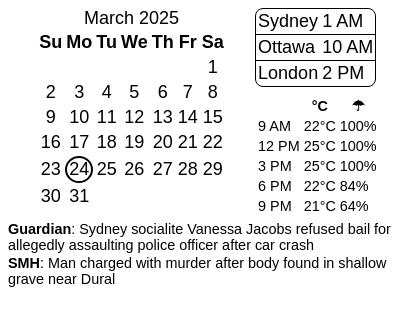 March 2025
Su Mo Tu We Th Fr Sa
1
2 3 4 5 6 7 8
9 10 11 12 13 14 15
16 17 18 19 20 21 22
23 24 25 26 27 28 29
30 31
Sydney 1 AM
Ottawa 10 AM
London 2 PM
°C ☂
9 AM 22°C 100%
12 PM 25°C 100%
3 PM 25°C 100%
6 PM 22°C 84%
9 PM 21°C 64%
Guardian: Sydney socialite Vanessa Jacobs refused bail for
allegedly assaulting police officer after car crash
SMH: Man charged with murder after body found in shallow
grave near Dural